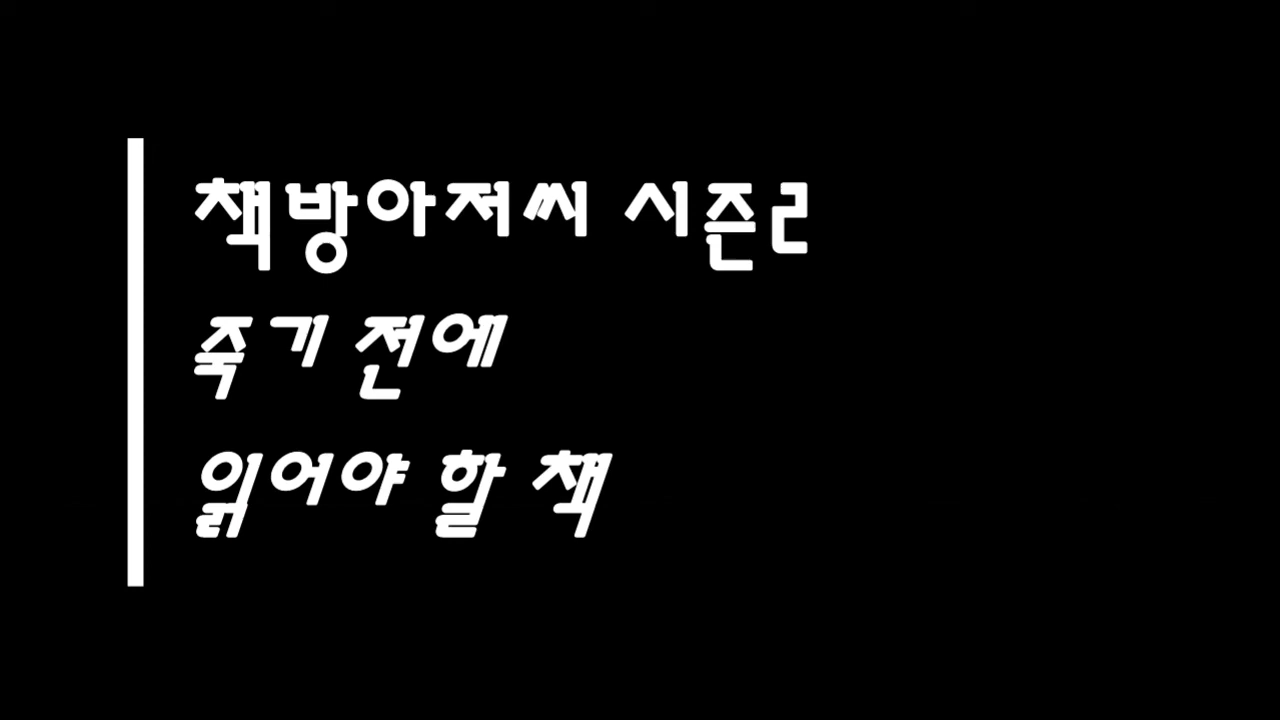 책방아저씨 시즌2
죽기 전에
읽어야 할 책